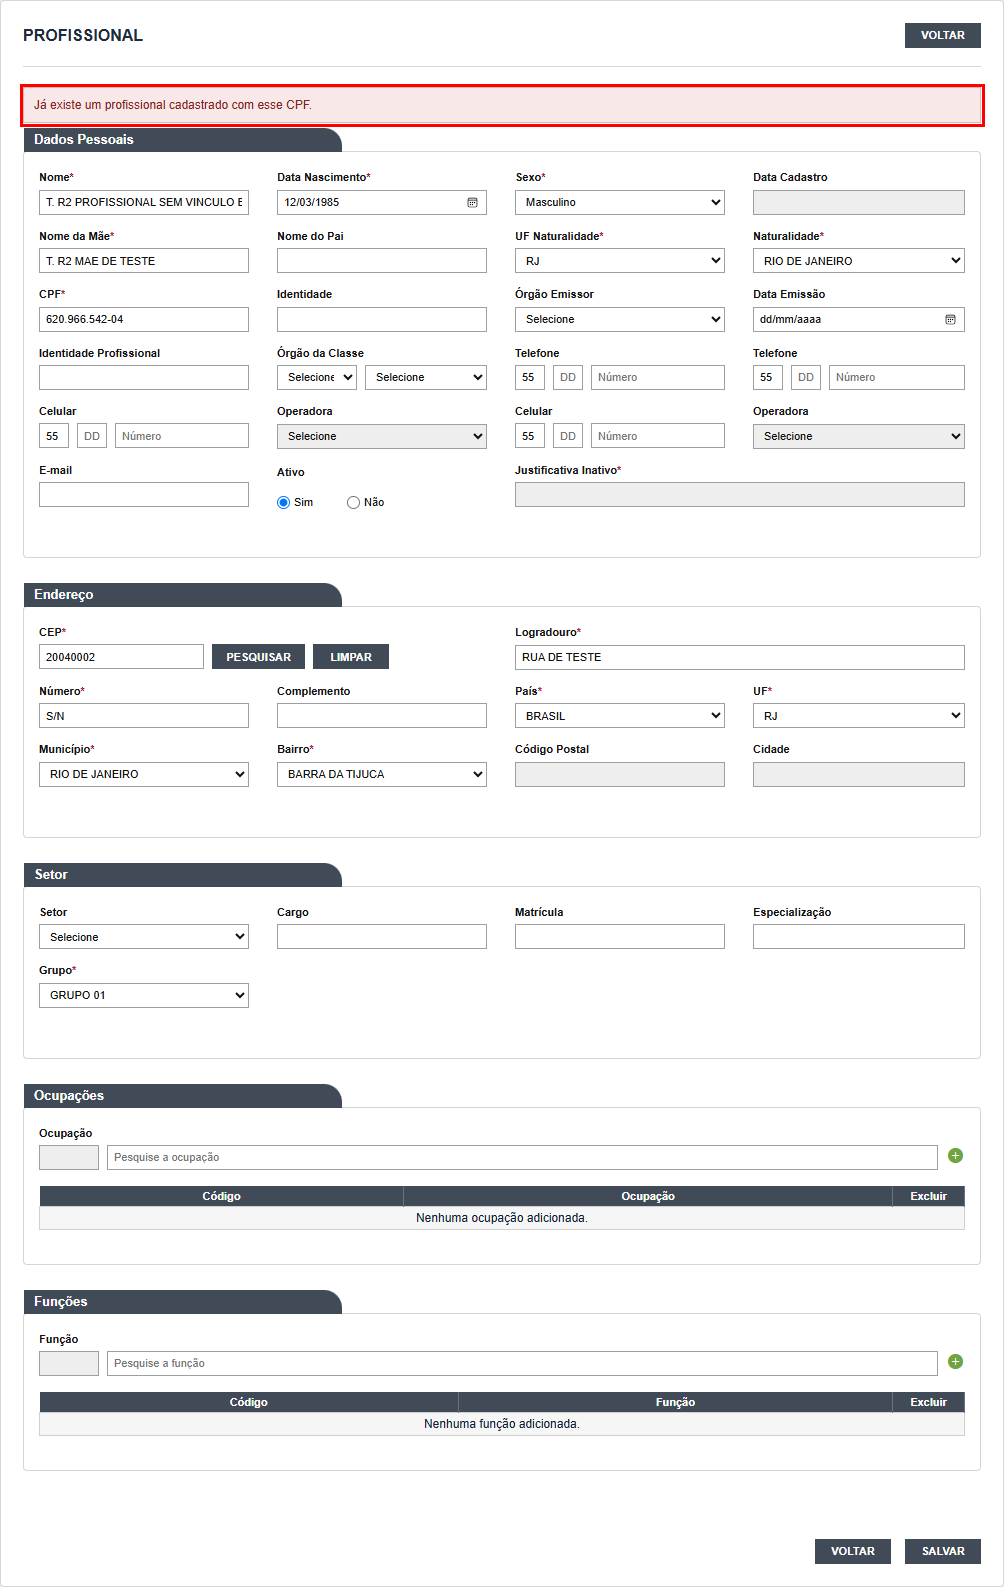 PROFISSIONAL
VOLTAR
Já existe um profissional cadastrado com esse CPF.
Dados Pessoais
Nome* Data Nascimento* Sexo* Data Cadastro
T. R2 PROFISSIONAL SEM VINCULO E 12/03/1985 Masculino
Nome da Mãe* Nome do Pai UF Naturalidade* Naturalidade*
T. R2 MAE DE TESTE RJ RIO DE JANEIRO
CPF* Identidade Órgão Emissor Data Emissão
620.966.542-04 Selecione dd/mm/aaaa
Identidade Profissional Órgão da Classe Telefone Telefone
Selecione Selecione 55 DD Número 55 DD Número
Celular Operadora Celular Operadora
55 DD Número Selecione 55 DD Número Selecione
E-mail Ativo Justificativa Inativo*
Sim Não
Endereço
CEP* Logradouro*
20040002 PESQUISAR LIMPAR RUA DE TESTE
Número* Complemento País* UF*
S/N BRASIL RJ
Município* Bairro* Código Postal Cidade
RIO DE JANEIRO BARRA DA TIJUCA
Setor
Setor Cargo Matrícula Especialização
Selecione
Grupo*
GRUPO 01
Ocupações
Ocupação
Pesquise a ocupação
Código Ocupação Excluir
Nenhuma ocupação adicionada.
Funções
Função
Pesquise a função
Código Função Excluir
Nenhuma função adicionada.
VOLTAR SALVAR